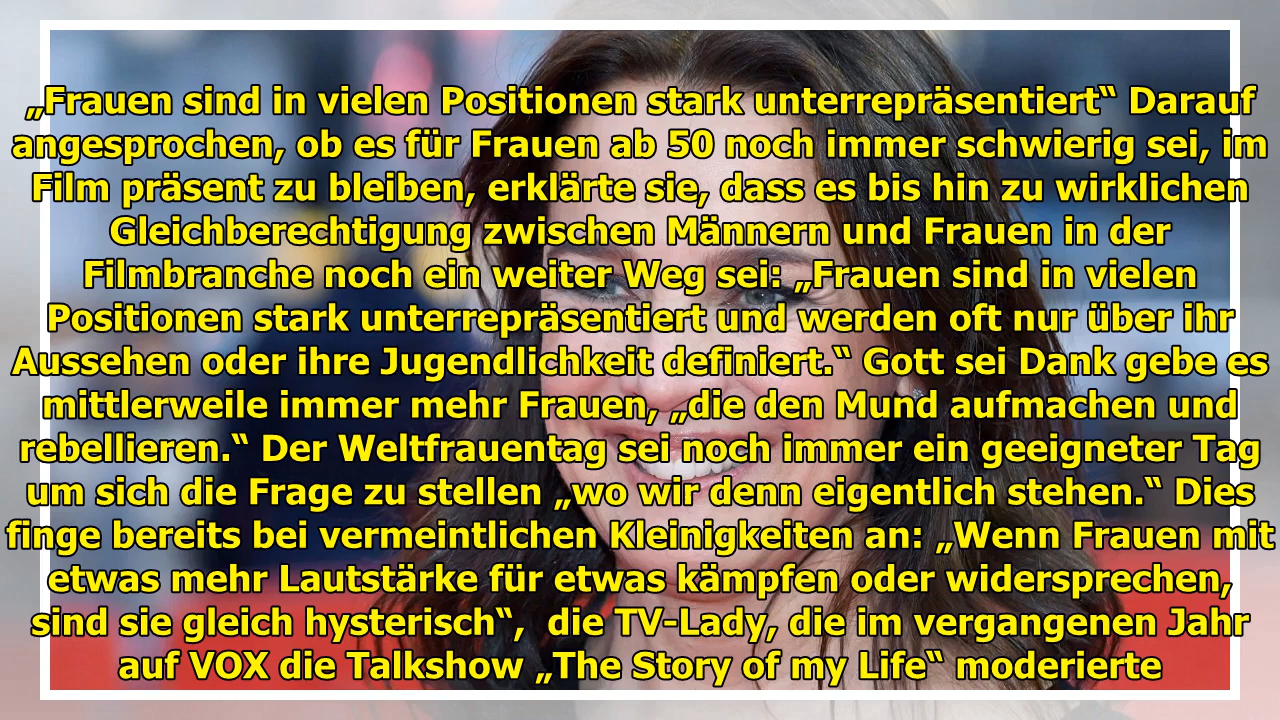 „Frauen sind in vielen Positionen stark unterrepräsentiert“ Darauf
angesprochen, ob es für Frauen ab 50 noch immer schwierig sei, im
Film präsent zu bleiben, erklärte sie, dass es bis hin zu wirklichen
Gleichberechtigung zwischen Männern und Frauen in der
Filmbranche noch ein weiter Weg sei: „Frauen sind in vielen
Positionen stark unterrepräsentiert und werden oft nur über ihr
Aussehen oder ihre Jugendlichkeit definiert.“ Gott sei Dank gebe es
mittlerweile immer mehr Frauen, „die den Mund aufmachen und
rebellieren.“ Der Weltfrauentag sei noch immer ein geeigneter Tag
um sich die Frage zu stellen „wo wir denn eigentlich stehen.“ Dies
finge bereits bei vermeintlichen Kleinigkeiten an: „Wenn Frauen mit
etwas mehr Lautstärke für etwas kämpfen oder widersprechen,
sind sie gleich hysterisch“,  die TV-Lady, die im vergangenen Jahr
auf VOX die Talkshow „The Story of my Life“ moderierte